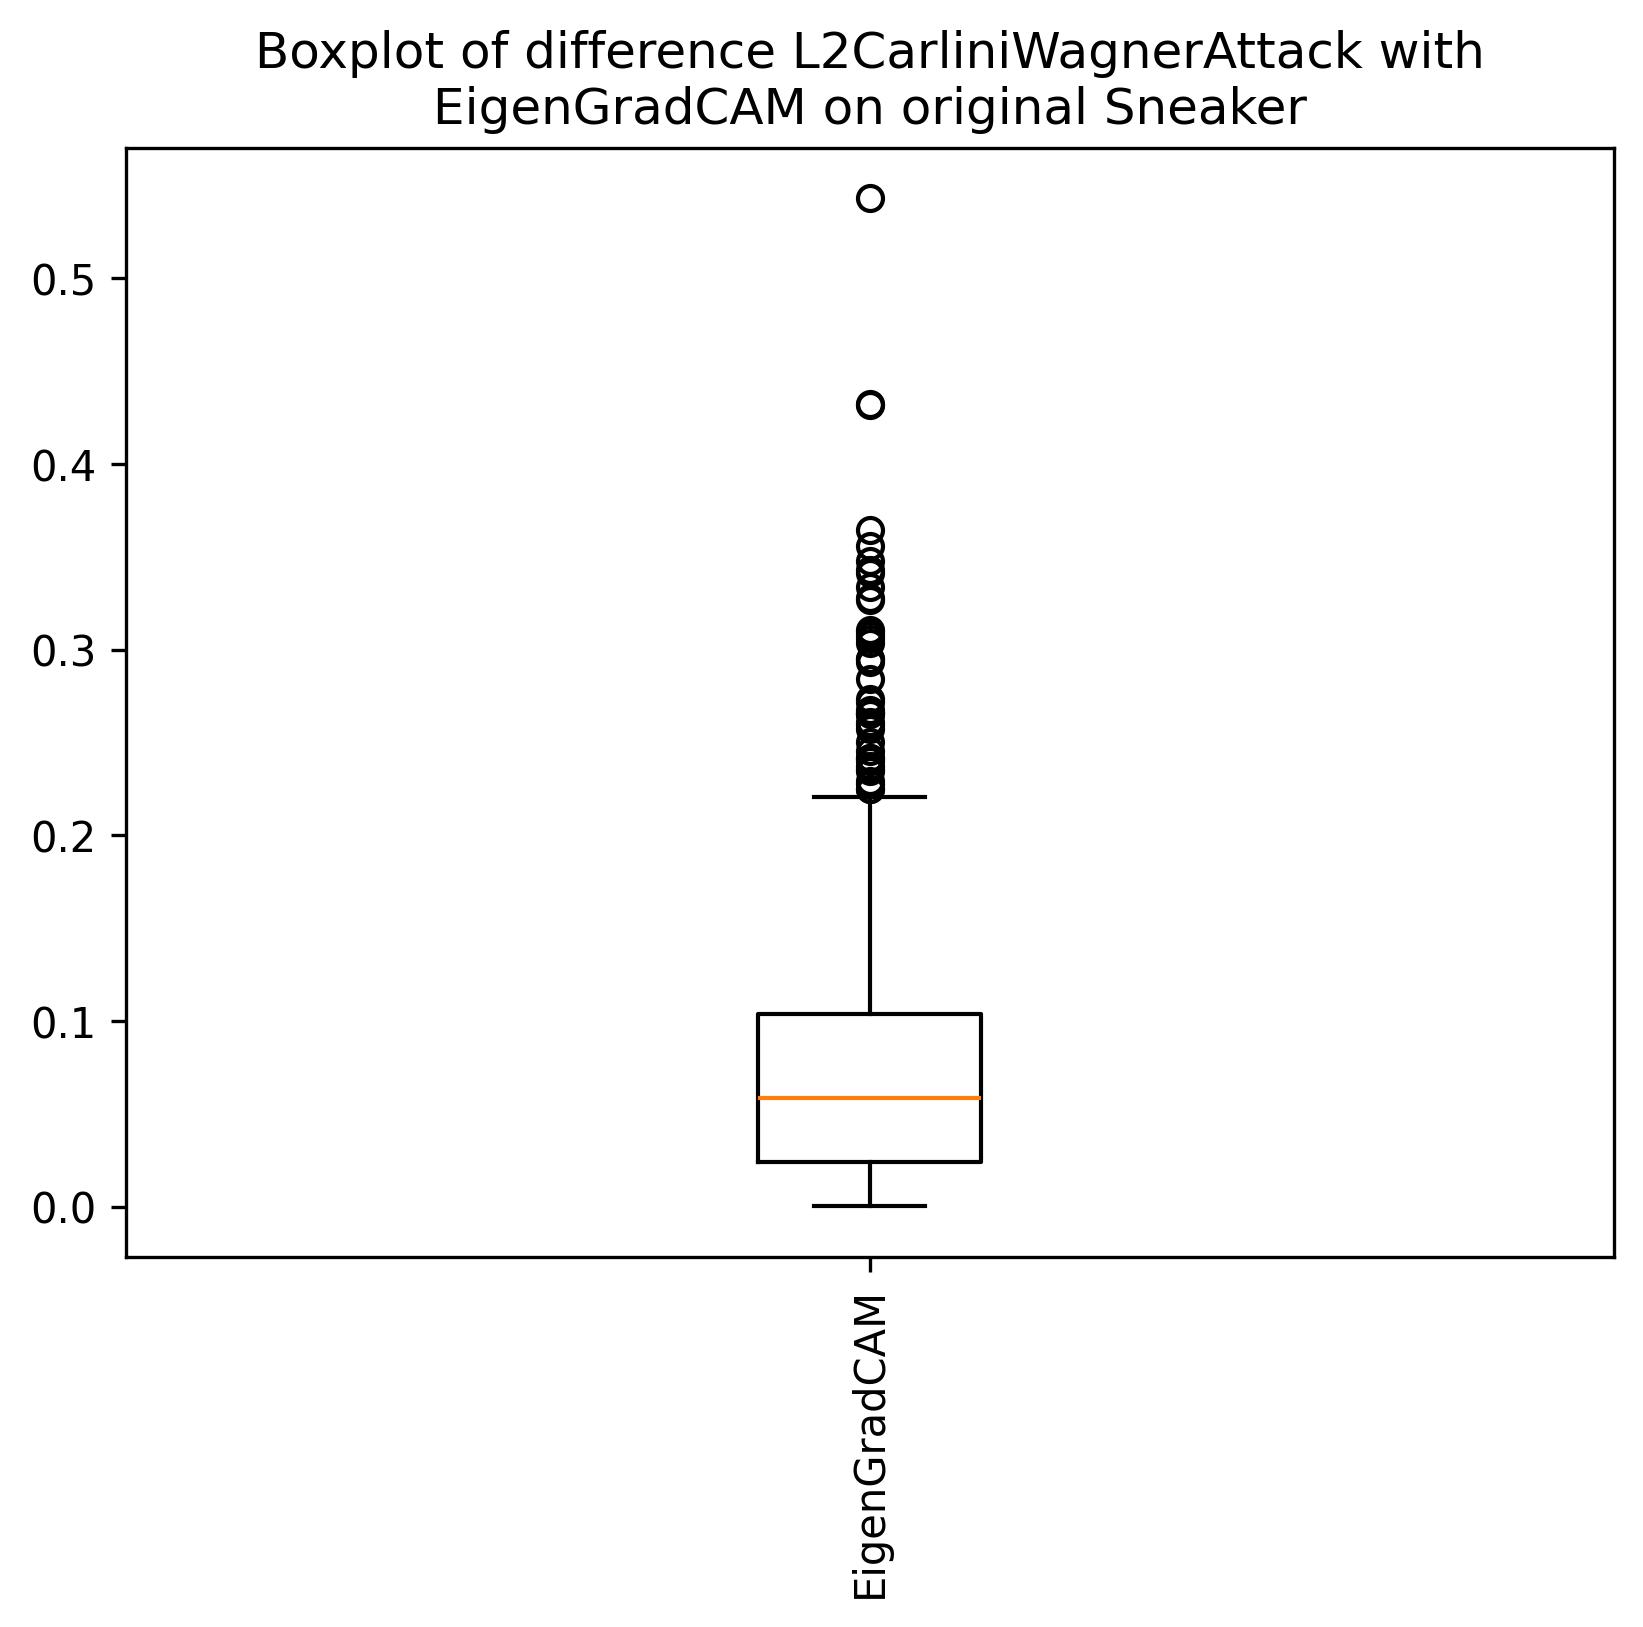 Boxplot of difference L2CarliniWagnerAttack with
EigenGradCAM on original Sneaker
0.5
0.4
0.3
0.2
0.1
0.0
EigenGradCAM